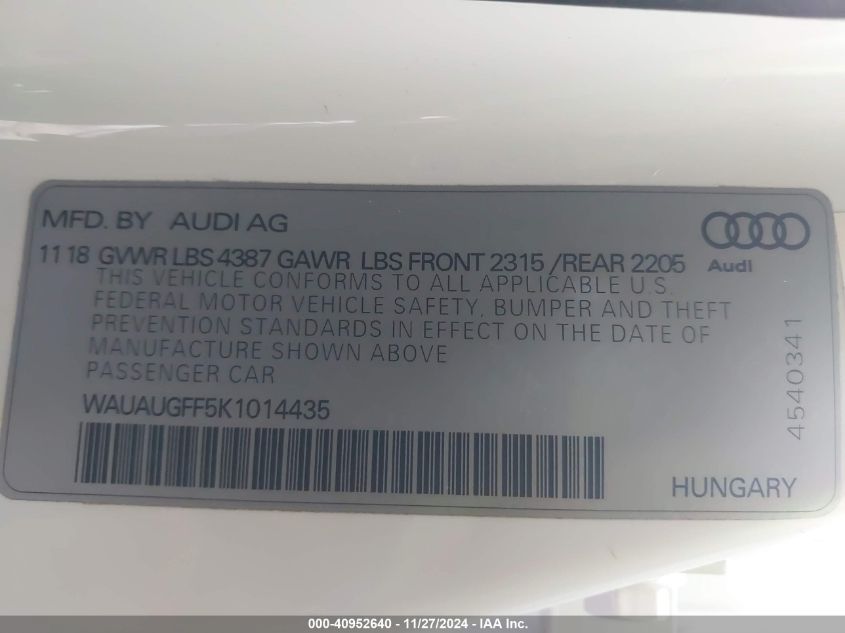 MFD. BY AUDI AG
11 18 GVWR LBS 4387 GAWR LBS FRONT 2315 /REAR 2205
Audi
THIS VEHICLE CONFORMS TO ALL APPLICABLE U.S.
FEDERAL MOTOR VEHICLE SAFETY, BUMPER AND THEFT
PREVENTION STANDARDS IN EFFECT ON THE DATE OF
MANUFACTURE SHOWN ABOVE
PASSENGER CAR
WAUAUGFF5K1014435
4540341
HUNGARY
000-40952640 - 11/27/2024 - IAA Inc.